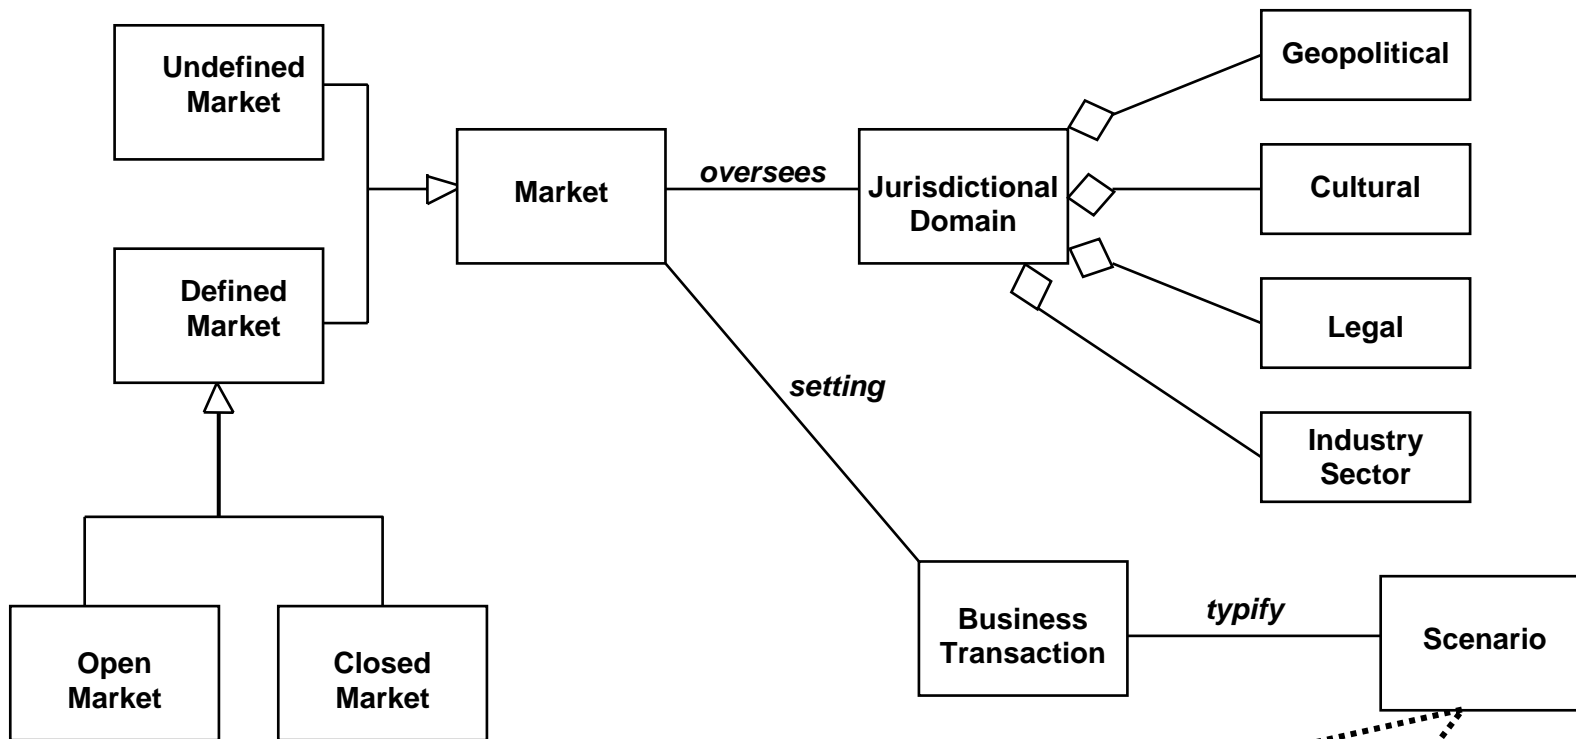 Undefined
Market
Defined
Market
Open
Market
Closed
Market
Market
oversees
Jurisdictional
Domain
Geopolitical
Cultural
Legal
Industry
Sector
setting
Business
Transaction
typify
Scenario